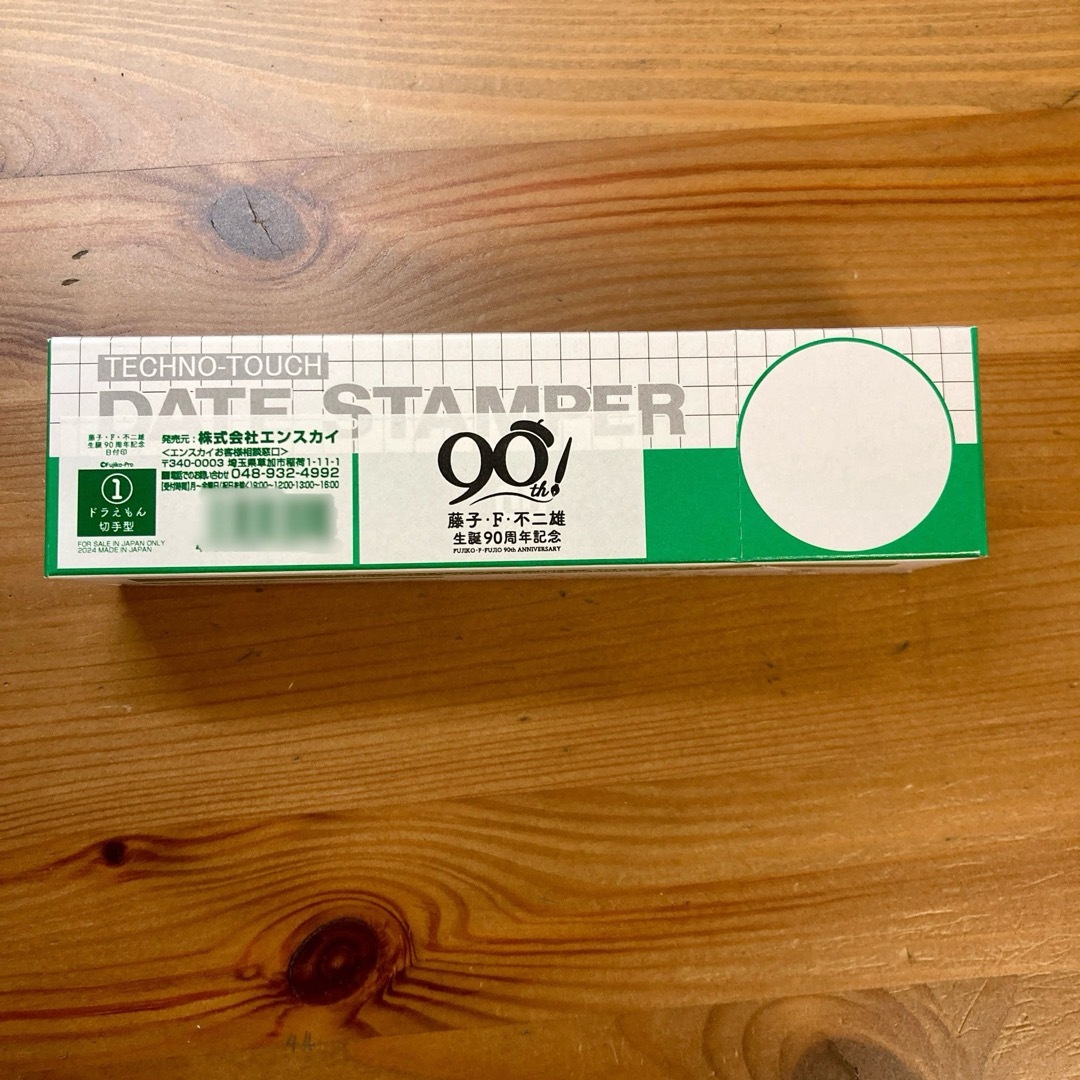 TECHNO-TOUCH
DATE STAMPER
藤子・F・不二雄
生誕90周年記念
日付印
©Fujiko-Pro
①
ドラえもん
切手型
FOR SALE IN JAPAN ONLY
2024 MADE IN JAPAN
発売元：株式会社エンスカイ
＜エンスカイお客様相談窓口＞
〒340-0003 埼玉県草加市稲荷1-11-1
■電話でのお問い合わせ 048-932-4992
90th!
藤子・F・不二雄
生誕90周年記念
FUJIKO・F・FUJIO 90th ANNIVERSARY